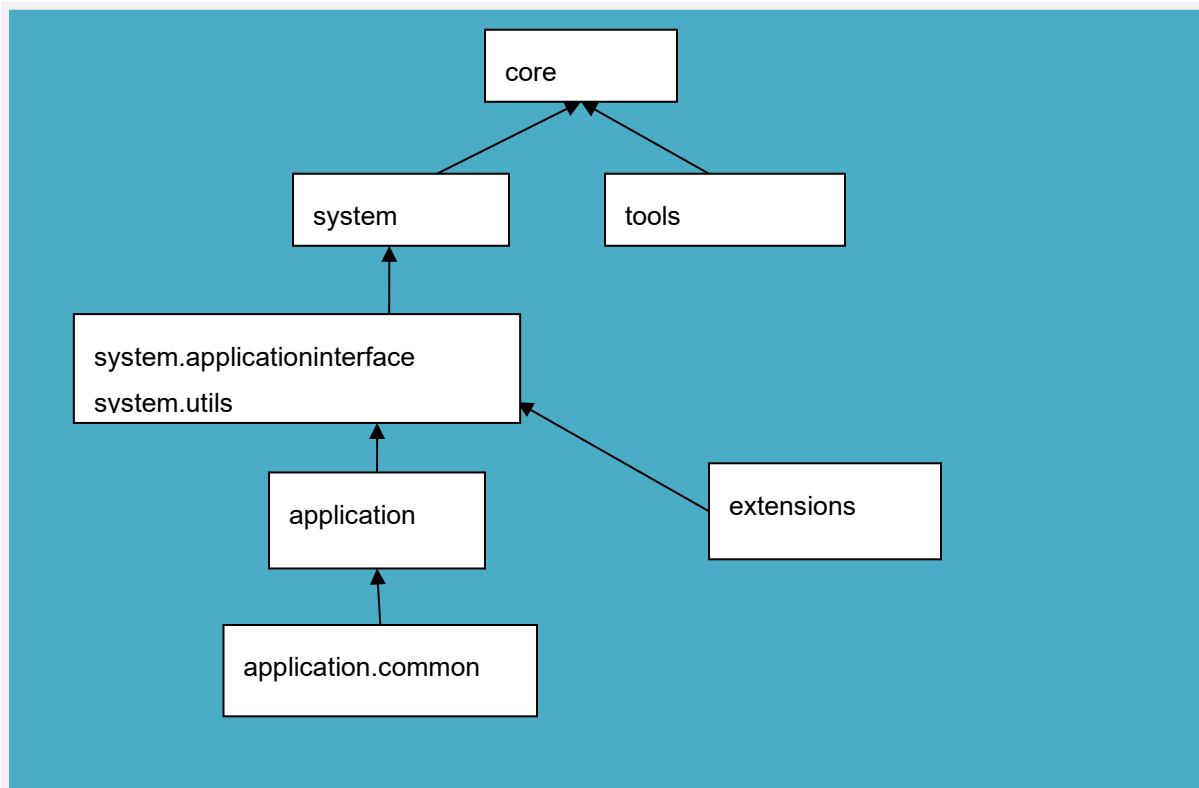 core
system
tools
system.applicationinterface
system.utils
application
extensions
application.common